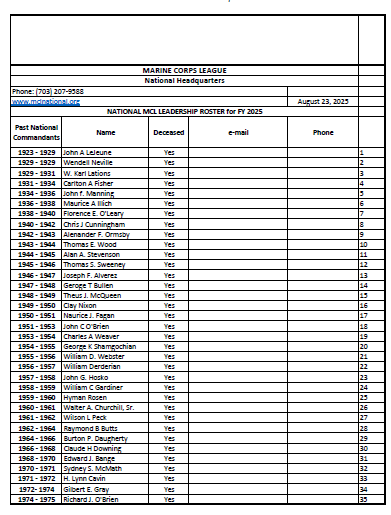 MARINE CORPS LEAGUE
National Headquarters
Phone: (703) 207-9588
www.mclnational.org August 23, 2025
NATIONAL MCL LEADERSHIP ROSTER for FY 2025
Past National Commandants Name Deceased e-mail Phone
1923 - 1929 John A LeJeune Yes 1
1929 - 1929 Wendell Neville Yes 2
1929 - 1931 W. Karl Lations Yes 3
1931 - 1934 Carlton A Fisher Yes 4
1934 - 1936 John f. Manning Yes 5
1936 - 1938 Maurice A Illich Yes 6
1938 - 1940 Florence E. O'Leary Yes 7
1940 - 1942 Chris J Cunningham Yes 8
1942 - 1943 Alenander F. Ormsby Yes 9
1943 - 1944 Thomas E. Wood Yes 10
1944 - 1945 Alan A. Stevenson Yes 11
1945 - 1946 Thomas S. Sweeney Yes 12
1946 - 1947 Joseph F. Alverez Yes 13
1947 - 1948 Geroge T Bullen Yes 14
1948 - 1949 Theus J. McQueen Yes 15
1949 - 1950 Clay Nixon Yes 16
1950 - 1951 Naurice J. Fagan Yes 17
1951 - 1953 John C O'Brien Yes 18
1953 - 1954 Charles A Weaver Yes 19
1954 - 1955 George K Shamgochian Yes 20
1955 - 1956 William D. Webster Yes 21
1956 - 1957 William Derderian Yes 22
1957 - 1958 John G. Hosko Yes 23
1958 - 1959 William C Gardiner Yes 24
1959 - 1960 Hyman Rosen Yes 25
1960 - 1961 Walter A. Churchill, Sr. Yes 26
1961 - 1962 Wilson L Peck Yes 27
1962 - 1964 Raymond B Butts Yes 28
1964 - 1966 Burton P. Daugherty Yes 29
1966 - 1968 Claude H Downing Yes 30
1968 - 1970 Edward J. Bange Yes 31
1970 - 1971 Sydney S. McMath Yes 32
1971 - 1972 H. Lynn Cavin Yes 33
1972- 1974 Gilbert E. Gray Yes 34
1974 - 1975 Richard J. O'Brien Yes 35